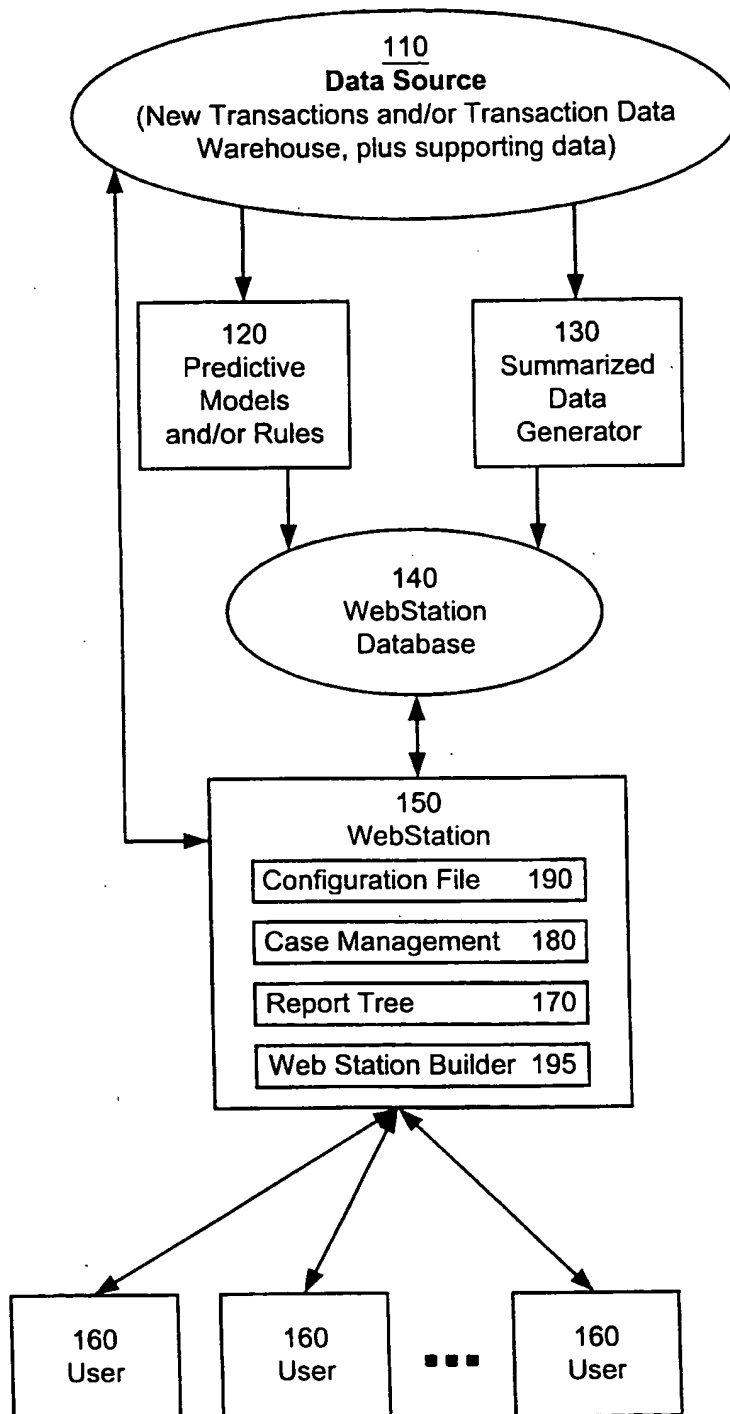 110
Data Source
(New Transactions and/or Transaction Data
Warehouse, plus supporting data)
120
Predictive
Models
and/or Rules
130
Summarized
Data
Generator
140
WebStation
Database
150
WebStation
Configuration File 190
Case Management 180
Report Tree 170
Web Station Builder 195
160
User
160
User
160
User